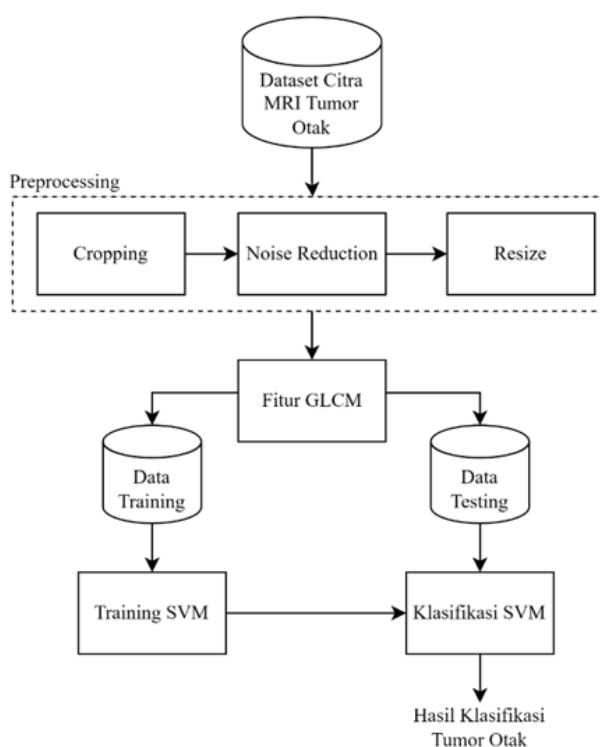 Dataset Citra
MRI Tumor
Otak
Preprocessing
Cropping
Noise Reduction
Resize
Fitur GLCM
Data
Training
Data
Testing
Training SVM
Klasifikasi SVM
Hasil Klasifikasi
Tumor Otak